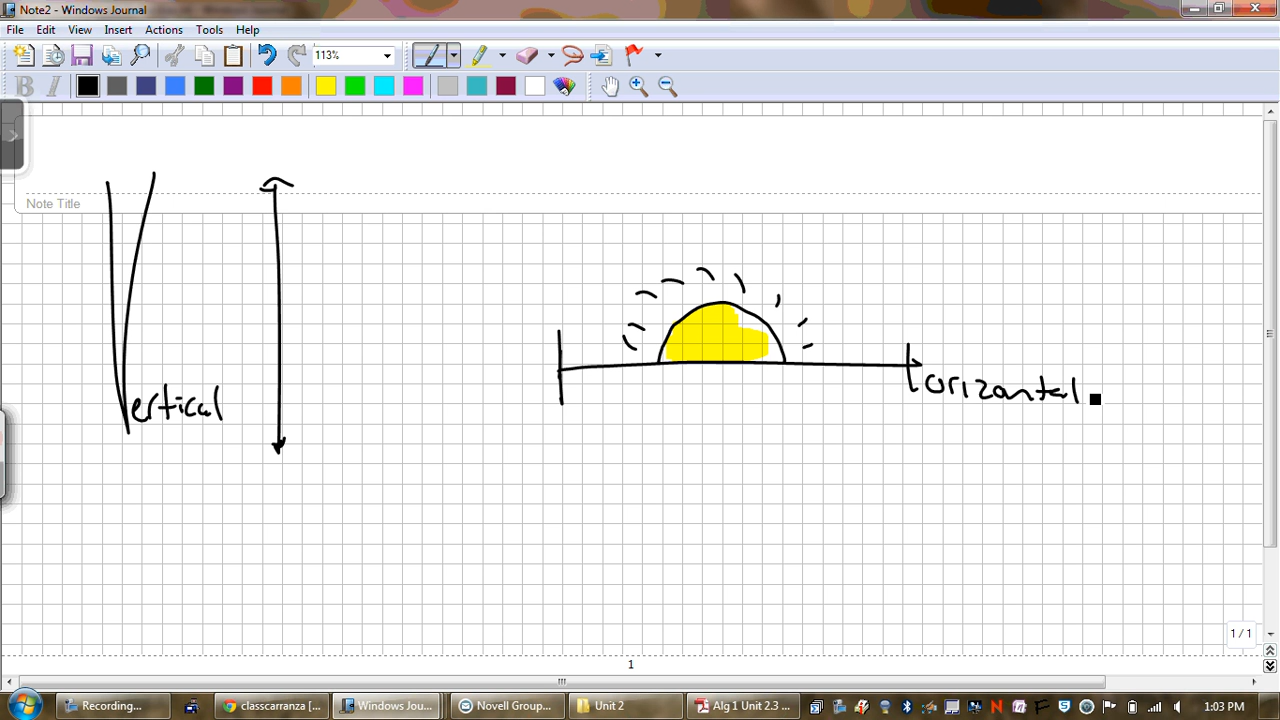 Note2 - Windows Journal
File Edit View Insert Actions Tools Help
113%
B I
Note Title
Vertical
Horizontal
1 / 1
1
Recording...
classcarranza [...
Windows Jou...
Novell Group...
Unit 2
Alg 1 Unit 2.3 ...
1:03 PM